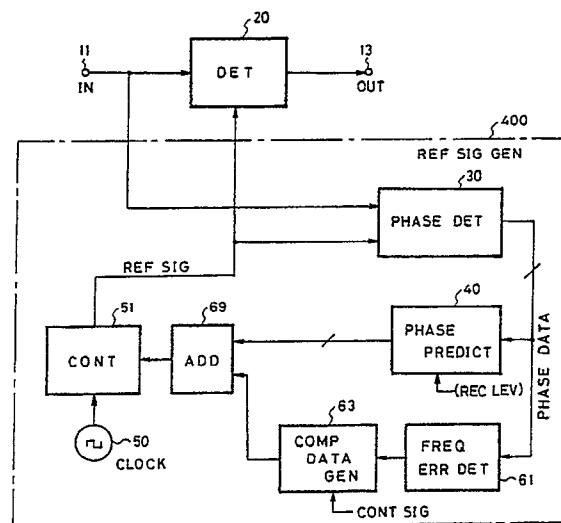 20
11
IN
DET
13
OUT
400
REF SIG GEN
30
PHASE DET
REF SIG
51
CONT
69
ADD
40
PHASE
PREDICT
(REC LEV)
PHASE DATA
50
CLOCK
63
COMP
DATA
GEN
FREQ
ERR DET
61
CONT SIG